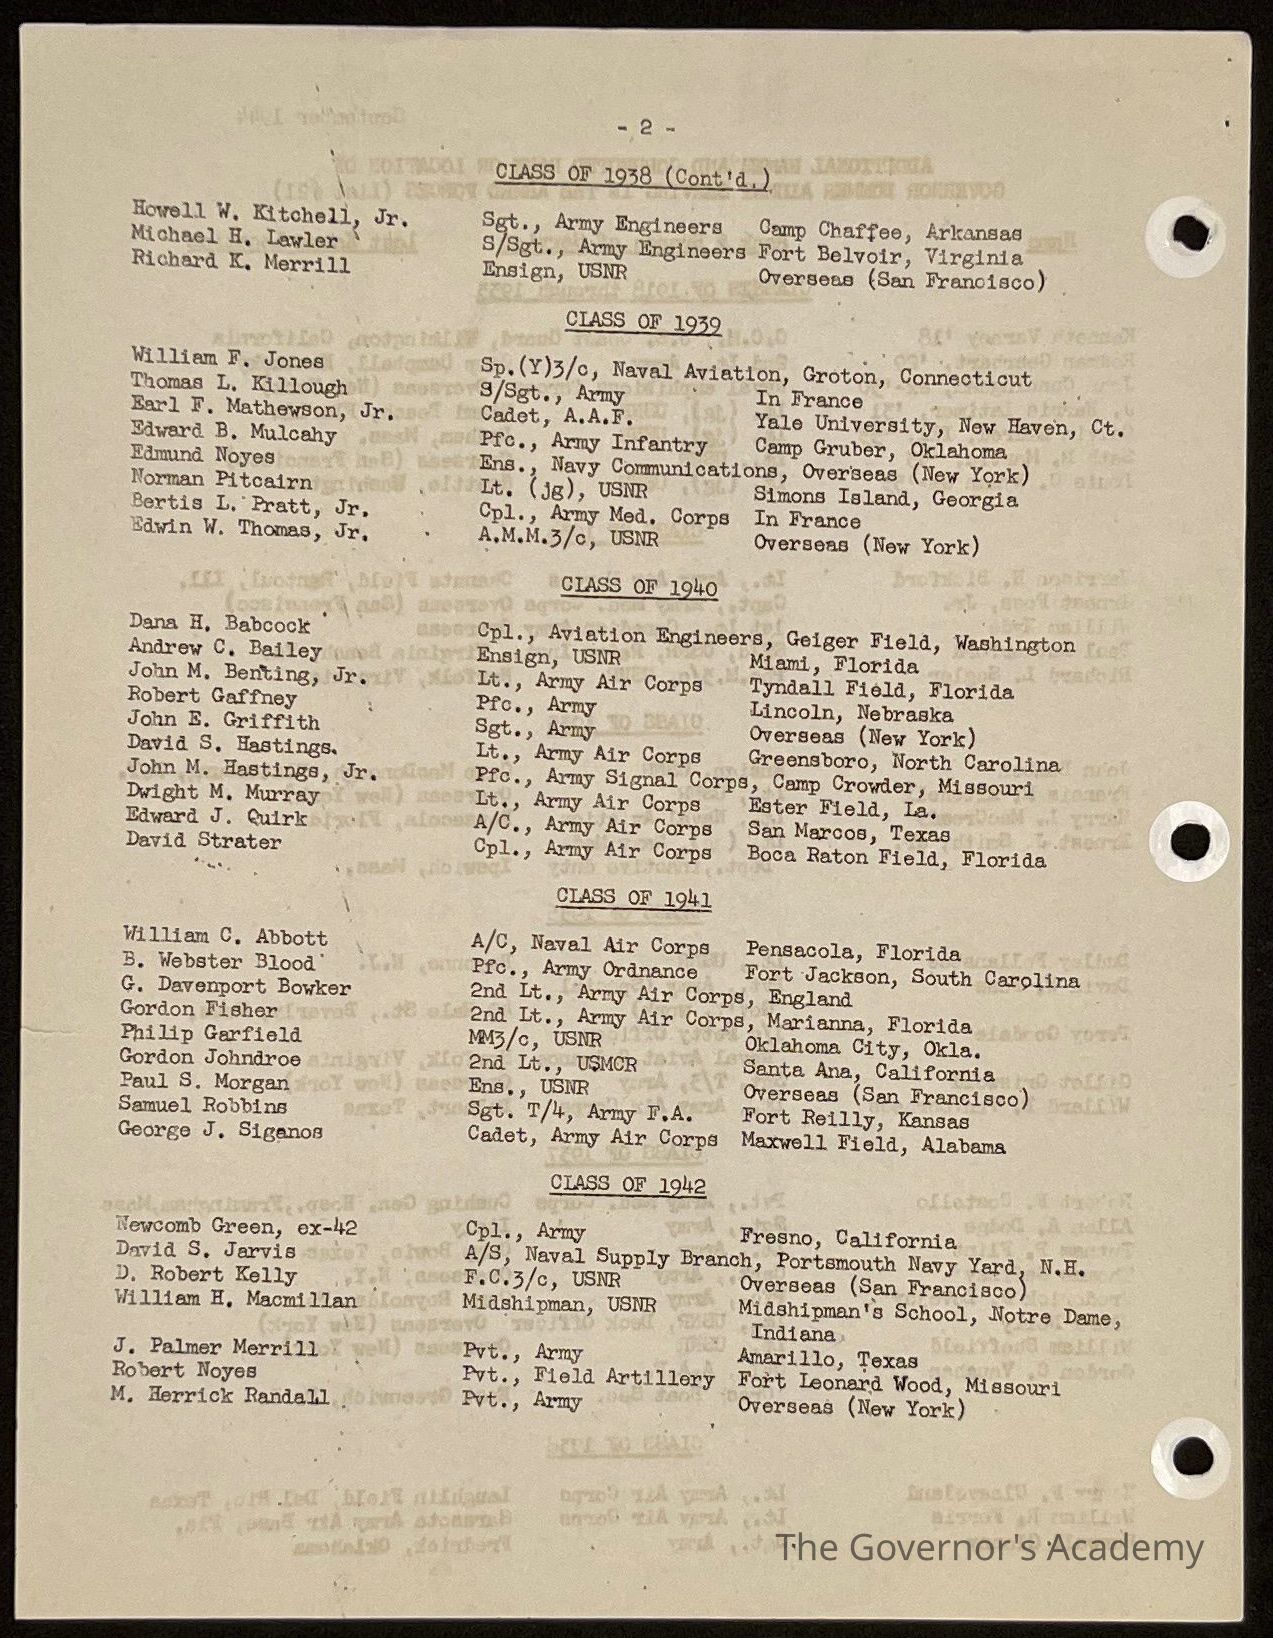 - 2 -
CLASS OF 1938 (Cont'd.)
Howell W. Kitchell, Jr. Sgt., Army Engineers Camp Chaffee, Arkansas
Michael H. Lawler S/Sgt., Army Engineers Fort Belvoir, Virginia
Richard K. Merrill Ensign, USNR Overseas (San Francisco)
CLASS OF 1939
William F. Jones Sp.(Y)3/c, Naval Aviation, Groton, Connecticut
Thomas L. Killough S/Sgt., Army In France
Earl F. Mathewson, Jr. Cadet, A.A.F. Yale University, New Haven, Ct.
Edward B. Mulcahy Pfc., Army Infantry Camp Gruber, Oklahoma
Edmund Noyes Ens., Navy Communications, Overseas (New York)
Norman Pitcairn Lt. (jg), USNR Simons Island, Georgia
Bertis L. Pratt, Jr. Cpl., Army Med. Corps In France
Edwin W. Thomas, Jr. A.M.M.3/c, USNR Overseas (New York)
CLASS OF 1940
Dana H. Babcock Cpl., Aviation Engineers, Geiger Field, Washington
Andrew C. Bailey Ensign, USNR Miami, Florida
John M. Benting, Jr. Lt., Army Air Corps Tyndall Field, Florida
Robert Gaffney Pfc., Army Lincoln, Nebraska
John E. Griffith Sgt., Army Overseas (New York)
David S. Hastings. Lt., Army Air Corps Greensboro, North Carolina
John M. Hastings, Jr. Pfc., Army Signal Corps, Camp Crowder, Missouri
Dwight M. Murray Lt., Army Air Corps Ester Field, La.
Edward J. Quirk A/C., Army Air Corps San Marcos, Texas
David Strater Cpl., Army Air Corps Boca Raton Field, Florida
CLASS OF 1941
William C. Abbott A/C, Naval Air Corps Pensacola, Florida
B. Webster Blood Pfc., Army Ordnance Fort Jackson, South Carolina
G. Davenport Bowker 2nd Lt., Army Air Corps, England
Gordon Fisher 2nd Lt., Army Air Corps, Marianna, Florida
Philip Garfield MM3/c, USNR Oklahoma City, Okla.
Gordon Johndroe 2nd Lt., USMCR Santa Ana, California
Paul S. Morgan Ens., USNR Overseas (San Francisco)
Samuel Robbins Sgt. T/4, Army F.A. Fort Reilly, Kansas
George J. Siganos Cadet, Army Air Corps Maxwell Field, Alabama
CLASS OF 1942
Newcomb Green, ex-42 Cpl., Army Fresno, California
David S. Jarvis A/S, Naval Supply Branch, Portsmouth Navy Yard, N.H.
D. Robert Kelly F.C.3/c, USNR Overseas (San Francisco)
William H. Macmillan Midshipman, USNR Midshipman's School, Notre Dame,
Indiana
J. Palmer Merrill Pvt., Army Amarillo, Texas
Robert Noyes Pvt., Field Artillery Fort Leonard Wood, Missouri
M. Herrick Randall Pvt., Army Overseas (New York)
The Governor's Academy